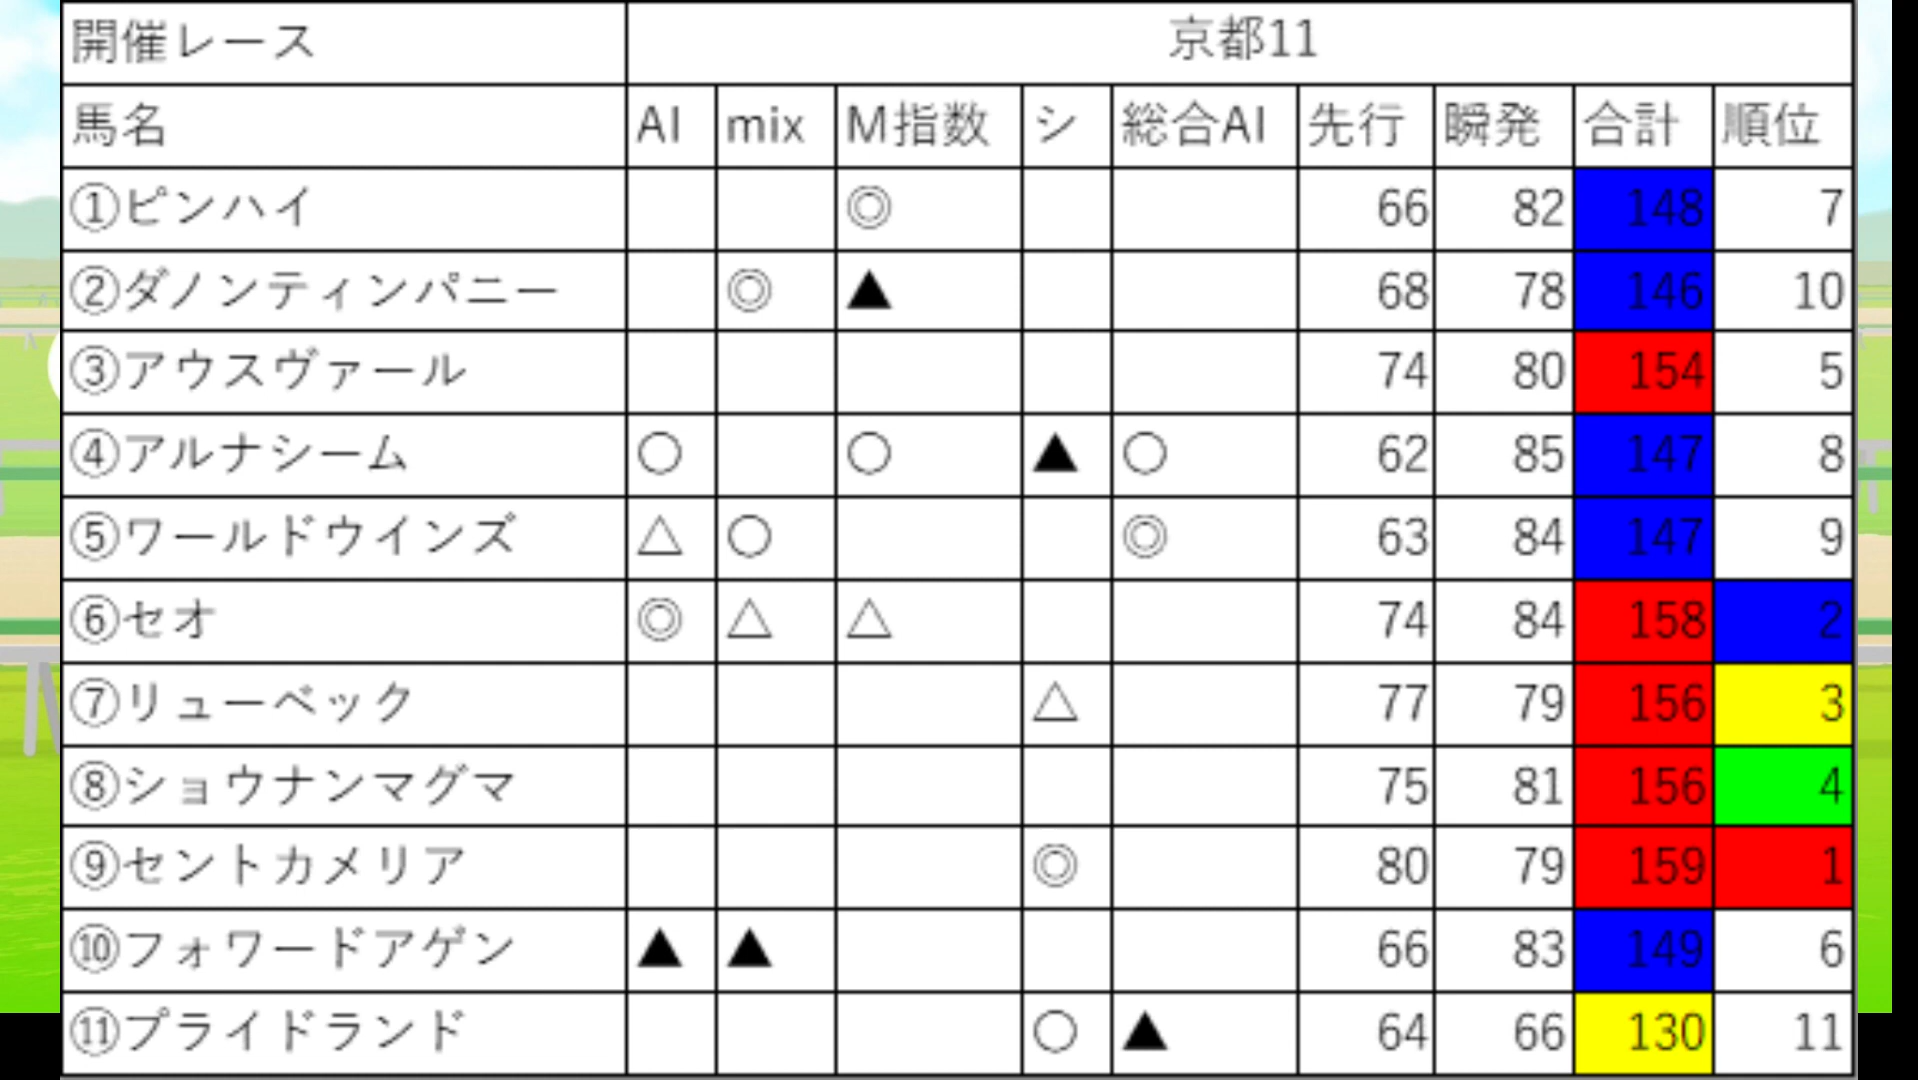 開催レース 京都11
馬名 AI mix M指数 シ 総合AI 先行 瞬発 合計 順位
①ピンハイ ◎ 66 82 148 7
②ダノンティンパニー ◎ ▲ 68 78 146 10
③アウスヴァール 74 80 154 5
④アルナシーム ○ ○ ▲ ○ 62 85 147 8
⑤ワールドウインズ △ ○ ◎ 63 84 147 9
⑥セオ ◎ △ △ 74 84 158 2
⑦リューベック △ 77 79 156 3
⑧ショウナンマグマ 75 81 156 4
⑨セントカメリア ◎ 80 79 159 1
⑩フォワードアゲン ▲ ▲ 66 83 149 6
⑪プライドランド ○ ▲ 64 66 130 11